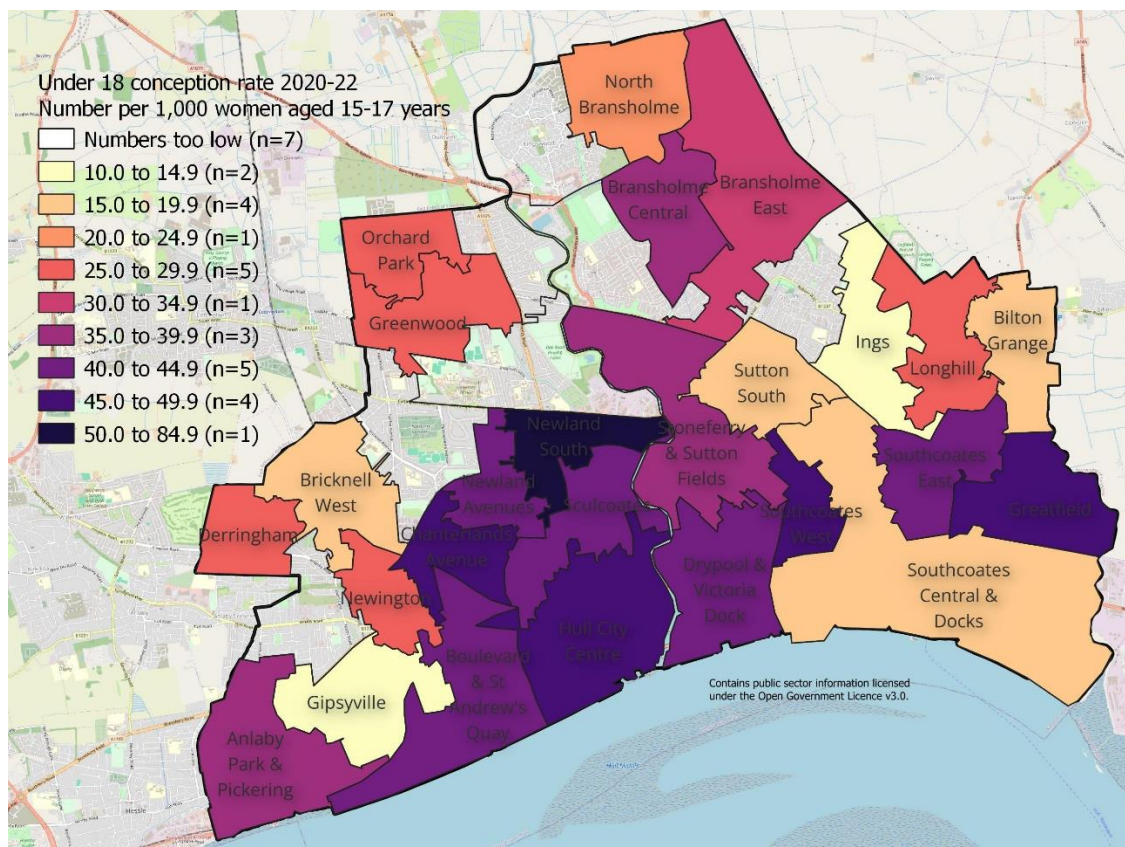 Under 18 conception rate 2020-22
Number per 1,000 women aged 15-17 years
Numbers too low (n=7)
10.0 to 14.9 (n=2)
15.0 to 19.9 (n=4)
20.0 to 24.9 (n=1)
25.0 to 29.9 (n=5)
30.0 to 34.9 (n=1)
35.0 to 39.9 (n=3)
40.0 to 44.9 (n=5)
45.0 to 49.9 (n=4)
50.0 to 84.9 (n=1)
North
Bransholme
Bransholme
Central
Bransholme
East
Orchard
Park
Greenwood
Ings
Longhill
Bilton
Grange
Sutton
South
Newland
South
Stoneferry
& Sutton
Fields
Southcoates
East
Greatfield
Bricknell
West
Newland
Avenues
Sculcoates
Southcoates
West
Derringham
Chanterlands
Avenue
Newington
Drypool &
Victoria
Dock
Southcoates
Central &
Docks
Hull City
Centre
Boulevard
& St
Andrew's
Quay
Gipsyville
Anlaby
Park &
Pickering
Contains public sector information licensed
under the Open Government Licence v3.0.
Hessle